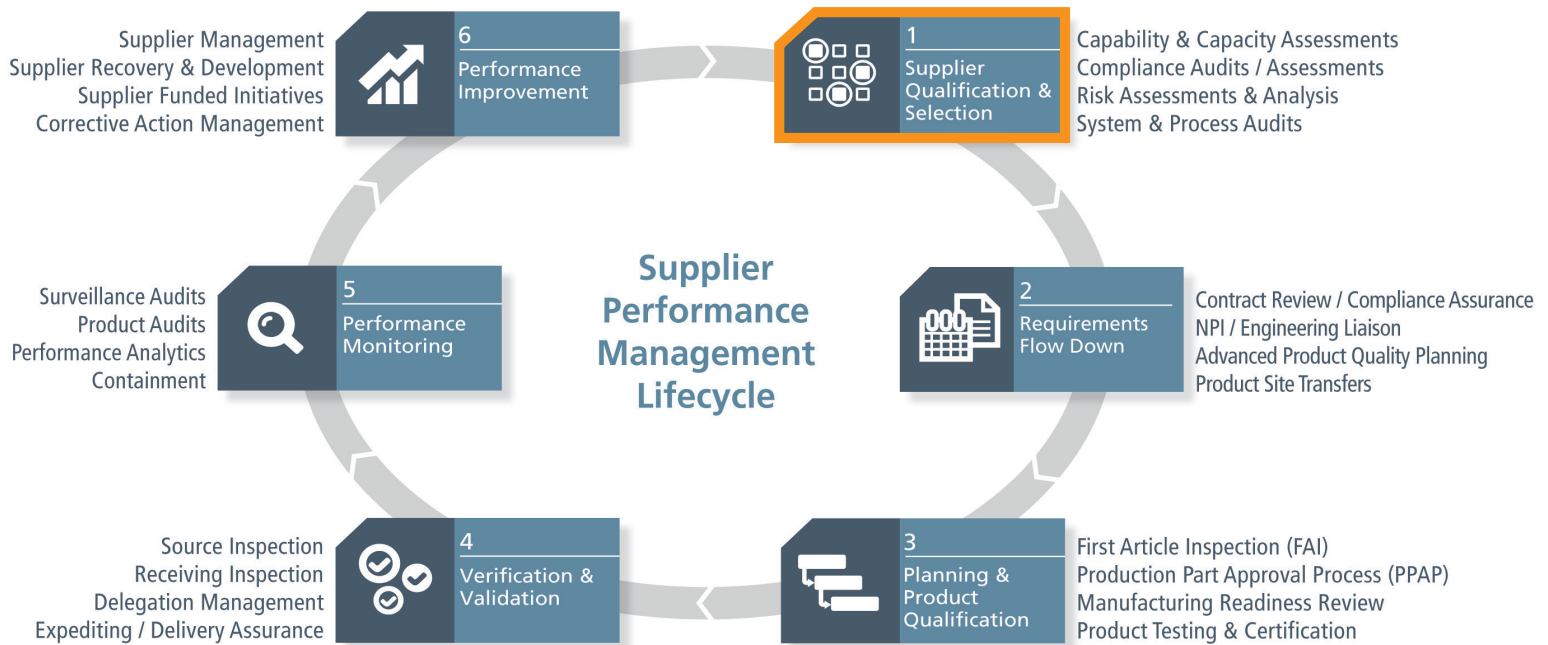 Supplier Management
Supplier Recovery & Development
Supplier Funded Initiatives
Corrective Action Management
6
Performance
Improvement
1
Supplier
Qualification &
Selection
Capability & Capacity Assessments
Compliance Audits / Assessments
Risk Assessments & Analysis
System & Process Audits
Surveillance Audits
Product Audits
Performance Analytics
Containment
5
Performance
Monitoring
Supplier
Performance
Management
Lifecycle
2
Requirements
Flow Down
Contract Review / Compliance Assurance
NPI / Engineering Liaison
Advanced Product Quality Planning
Product Site Transfers
Source Inspection
Receiving Inspection
Delegation Management
Expediting / Delivery Assurance
4
Verification &
Validation
3
Planning &
Product
Qualification
First Article Inspection (FAI)
Production Part Approval Process (PPAP)
Manufacturing Readiness Review
Product Testing & Certification